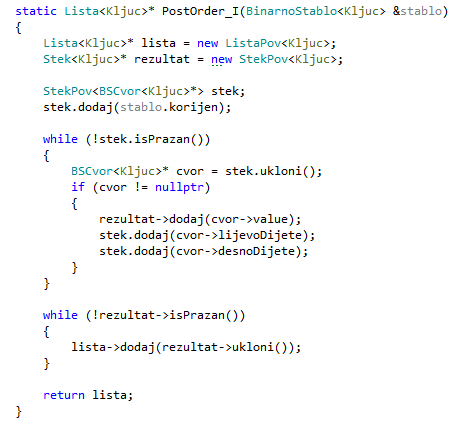 static Lista<Kljuc>* PostOrder_I(BinarnoStablo<Kljuc> &stablo)
{
    Lista<Kljuc>* lista = new ListaPov<Kljuc>;
    Stek<Kljuc>* rezultat = new StekPov<Kljuc>;

    StekPov<BSCvor<Kljuc>*> stek;
    stek.dodaj(stablo.korijen);

    while (!stek.isPrazan())
    {
        BSCvor<Kljuc>* cvor = stek.ukloni();
        if (cvor != nullptr)
        {
            rezultat->dodaj(cvor->value);
            stek.dodaj(cvor->lijevoDijete);
            stek.dodaj(cvor->desnoDijete);
        }
    }

    while (!rezultat->isPrazan())
    {
        lista->dodaj(rezultat->ukloni());
    }

    return lista;
}